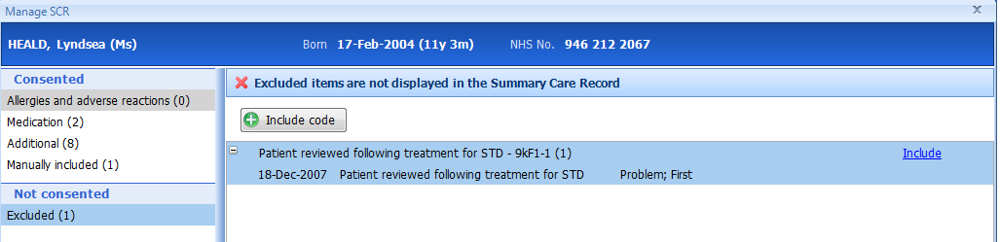 Manage SCR
HEALD, Lyndsea (Ms) Born 17-Feb-2004 (11y 3m) NHS No. 946 212 2067
Consented
Allergies and adverse reactions (0)
Medication (2)
Additional (8)
Manually included (1)
Not consented
Excluded (1)
Excluded items are not displayed in the Summary Care Record
Include code
Patient reviewed following treatment for STD - 9kF1-1 (1) Include
18-Dec-2007 Patient reviewed following treatment for STD Problem; First